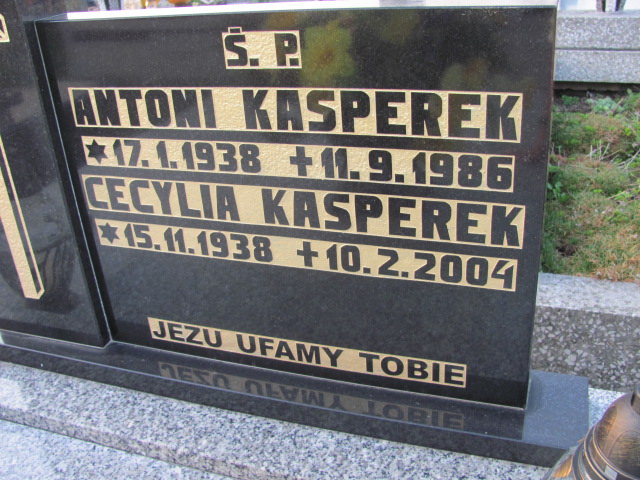 Ś. P.
ANTONI KASPEREK
★17. 1. 1938 +11. 9. 1986
CECYLIA KASPEREK
★15. 11. 1938 +10. 2. 2004
JEZU UFAMY TOBIE